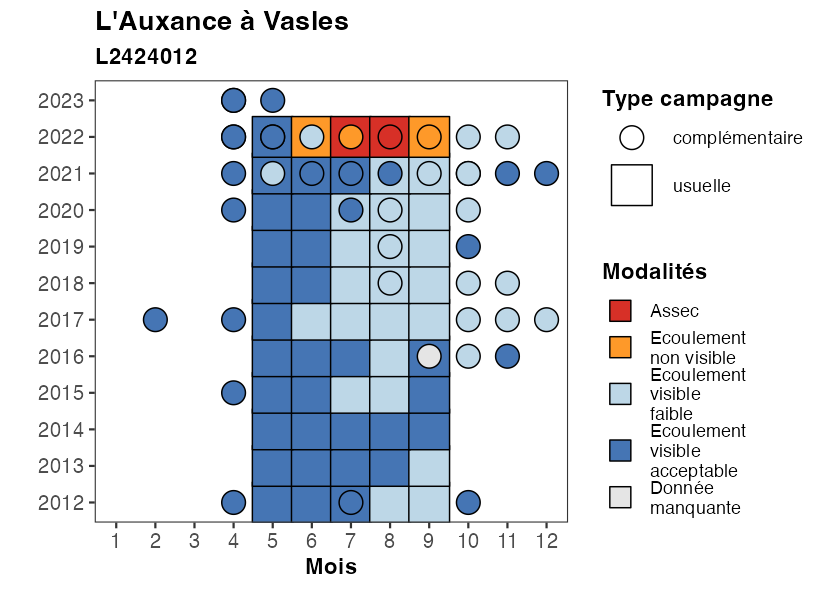 L'Auxance à Vasles
L2424012
2023
2022
2021
2020
2019
2018
2017
2016
2015
2014
2013
2012
1 2 3 4 5 6 7 8 9 10 11 12
Mois
Type campagne
complémentaire
usuelle
Modalités
Assec
Ecoulement
non visible
Ecoulement
visible
faible
Ecoulement
visible
acceptable
Donnée
manquante